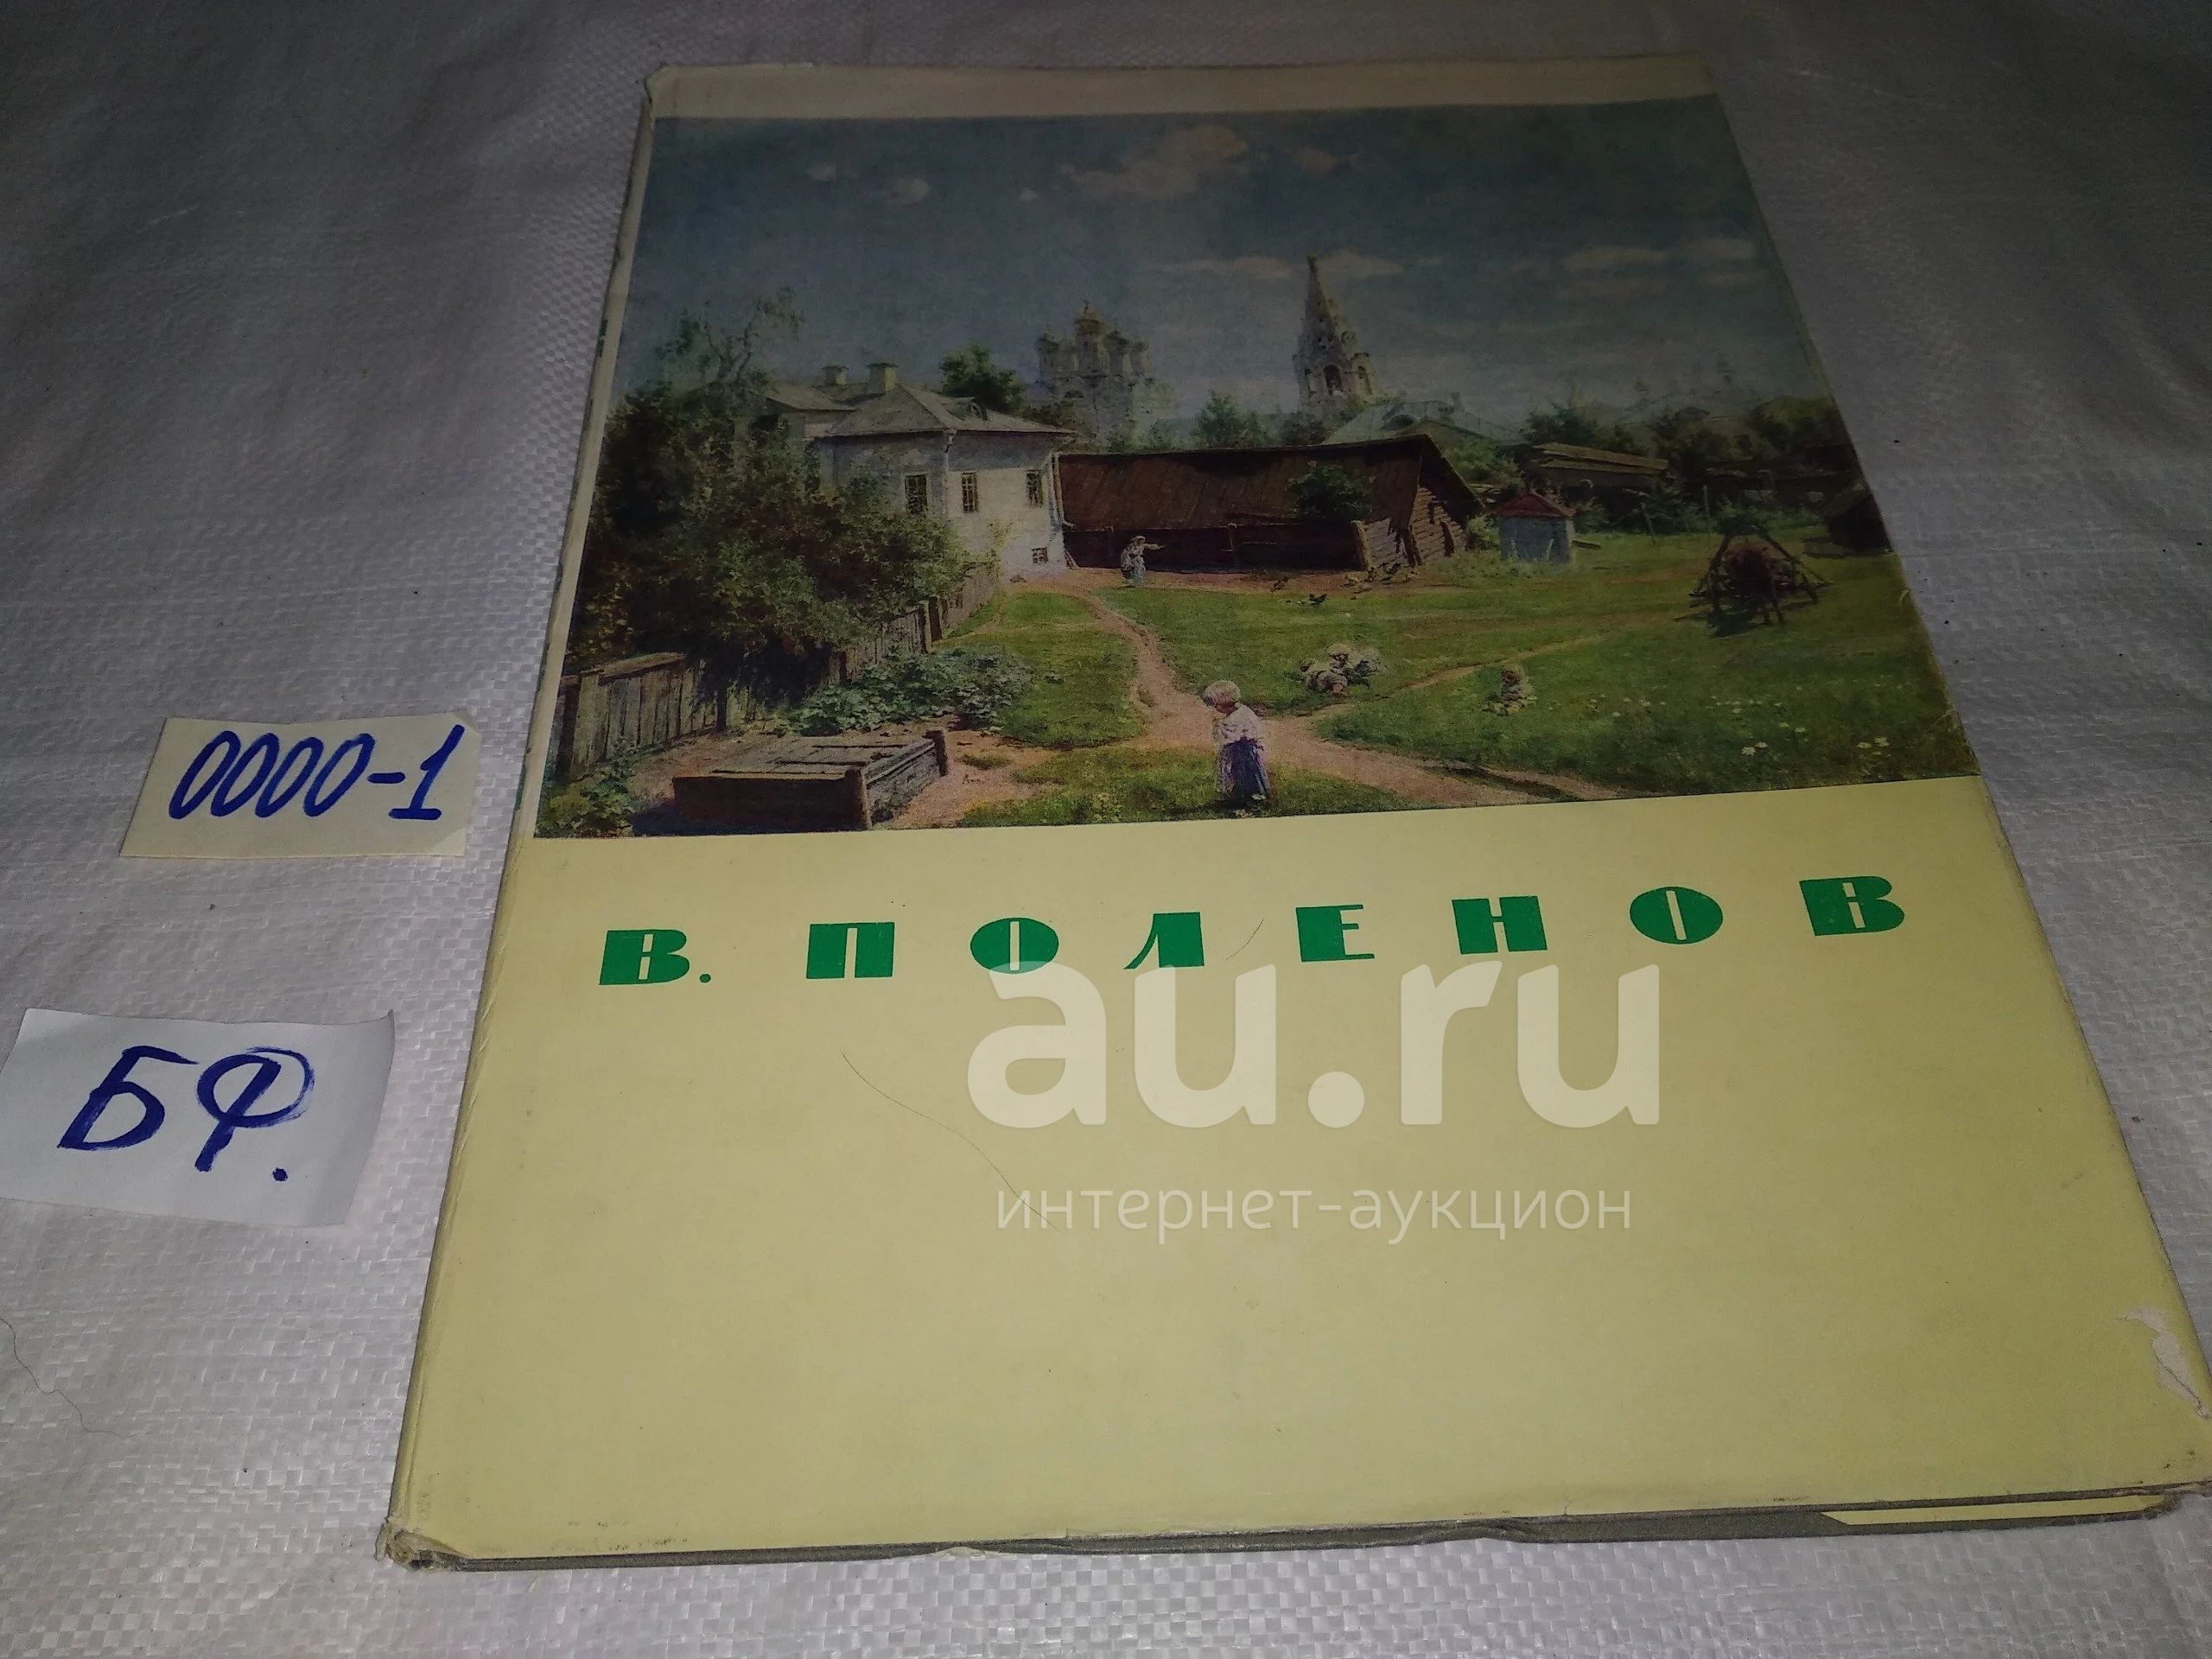 0000-1
БФ.
В. ПОЛЕНОВ
au.ru
интернет-аукцион